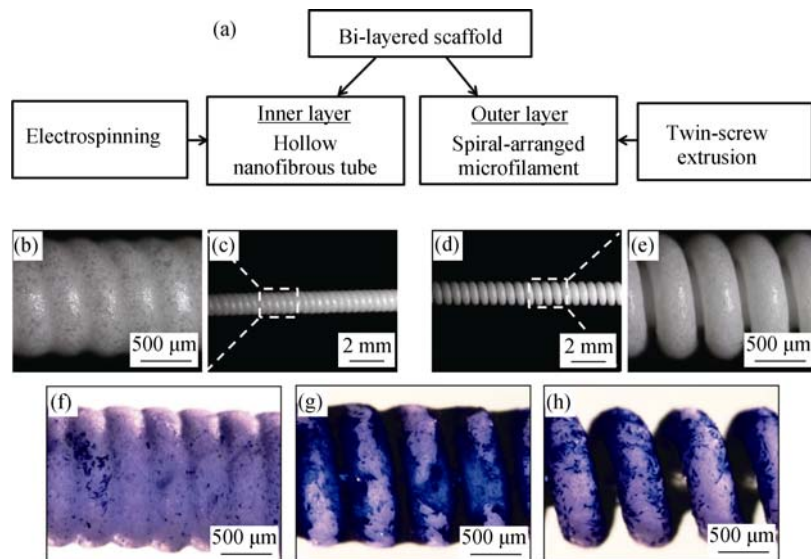 (a)
Bi-layered scaffold
Electrospinning
Inner layer
Hollow
nanofibrous tube
Outer layer
Spiral-arranged
microfilament
Twin-screw
extrusion
(b)
500 μm
(c)
2 mm
(d)
2 mm
(e)
500 μm
(f)
500 μm
(g)
500 μm
(h)
500 μm